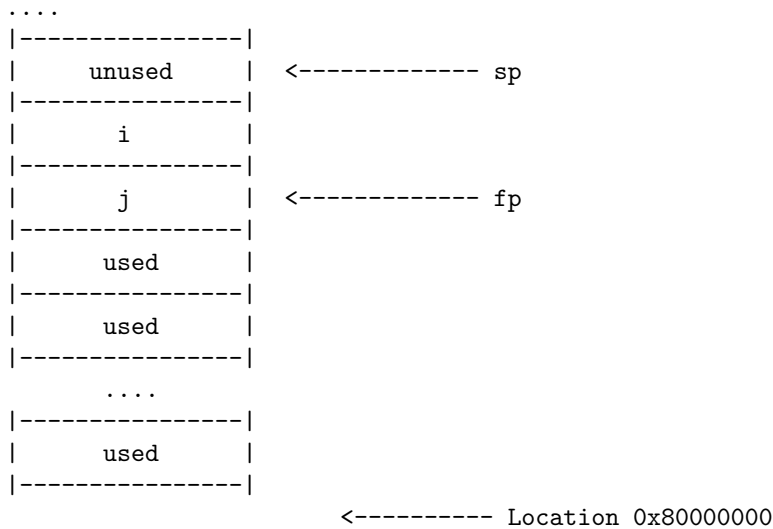 ....
|----------------|
|     unused     |  <------------- sp
|----------------|
|       i        |
|----------------|
|       j        |  <------------- fp
|----------------|
|      used      |
|----------------|
|      used      |
|----------------|
       ....
|----------------|
|      used      |
|----------------|
                        <---------- Location 0x80000000